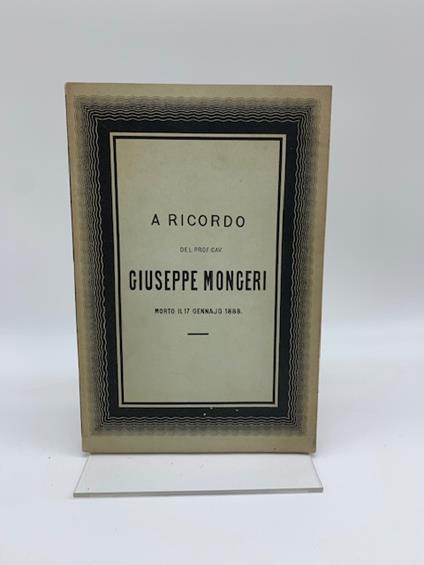 A RICORDO
DEL PROF. CAV.
GIUSEPPE MONGERI
MORTO IL 17 GENNAJO 1888.